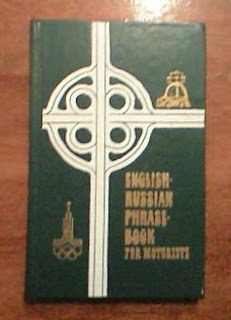 ENGLISH-
RUSSIAN
PHRASE-
BOOK
FOR MOTORISTS